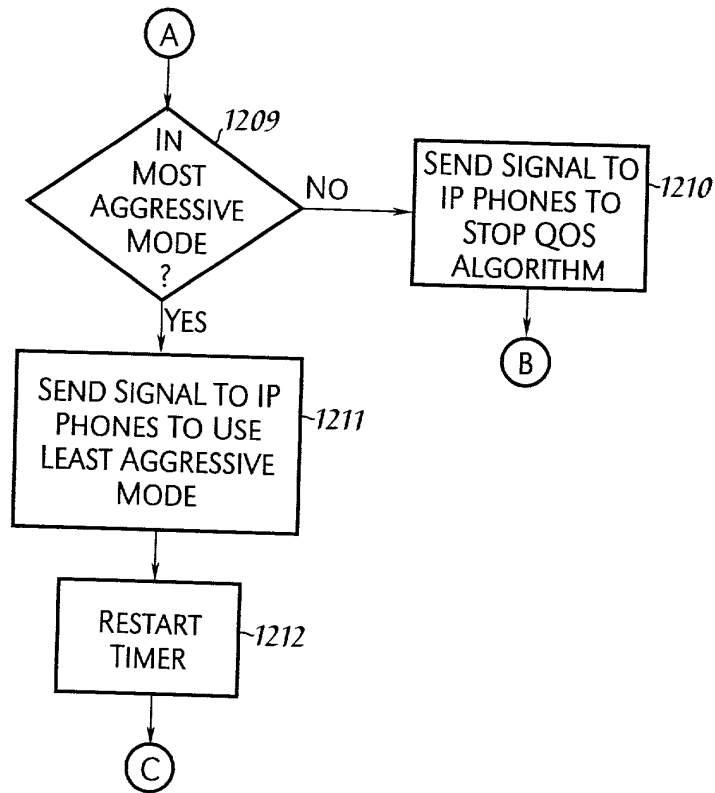 A
1209
IN
MOST
AGGRESSIVE
MODE
?
NO
SEND SIGNAL TO
IP PHONES TO
STOP QOS
ALGORITHM
1210
B
YES
SEND SIGNAL TO IP
PHONES TO USE
LEAST AGGRESSIVE
MODE
1211
RESTART
TIMER
1212
C